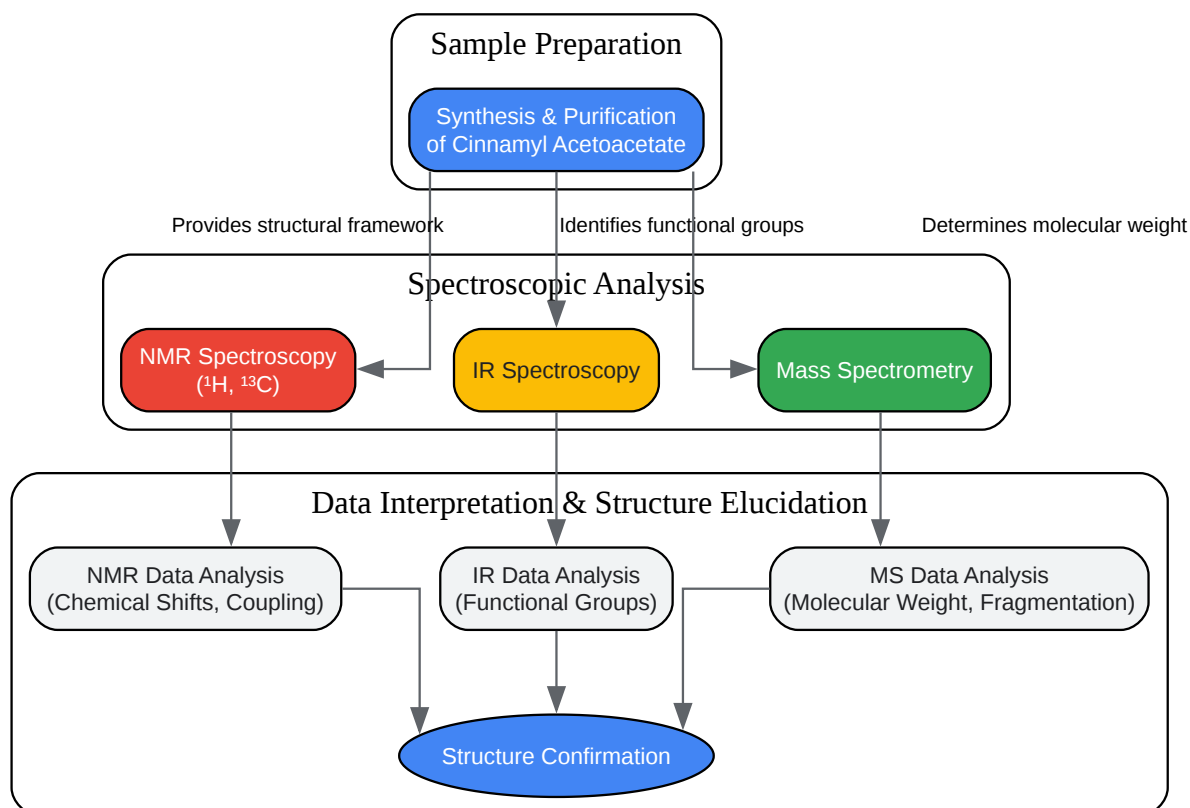 Sample Preparation
Synthesis & Purification
of Cinnamyl Acetoacetate
Provides structural framework
Identifies functional groups
Determines molecular weight
Spectroscopic Analysis
NMR Spectroscopy
(¹H, ¹³C)
IR Spectroscopy
Mass Spectrometry
Data Interpretation & Structure Elucidation
NMR Data Analysis
(Chemical Shifts, Coupling)
IR Data Analysis
(Functional Groups)
MS Data Analysis
(Molecular Weight, Fragmentation)
Structure Confirmation